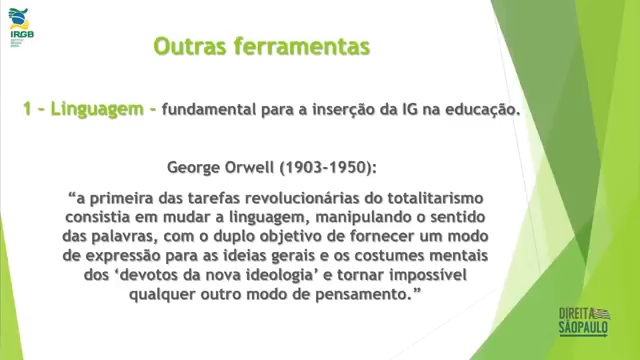 IRGB
Outras ferramentas
1 – Linguagem – fundamental para a inserção da IG na educação.
George Orwell (1903-1950):
“a primeira das tarefas revolucionárias do totalitarismo
consistia em mudar a linguagem, manipulando o sentido
das palavras, com o duplo objetivo de fornecer um modo
de expressão para as ideias gerais e os costumes mentais
dos ‘devotos da nova ideologia’ e tornar impossível
qualquer outro modo de pensamento.”
DIREITA
SÃOPAULO